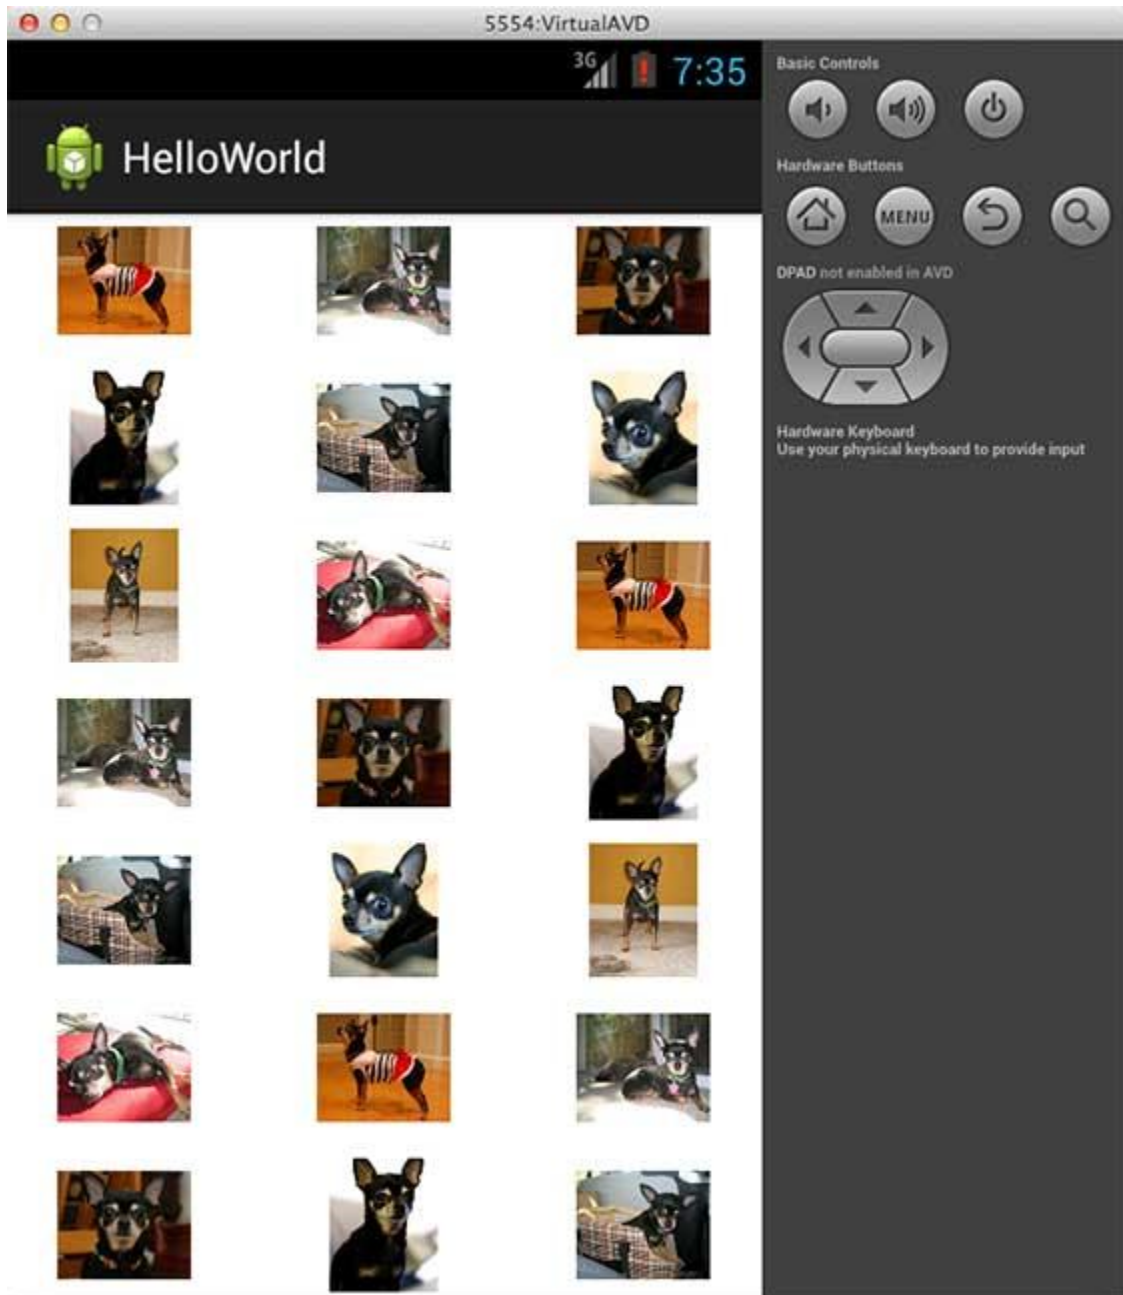 5554:VirtualAVD
3G 7:35
HelloWorld
Basic Controls
Hardware Buttons
MENU
DPAD not enabled in AVD
Hardware Keyboard
Use your physical keyboard to provide input